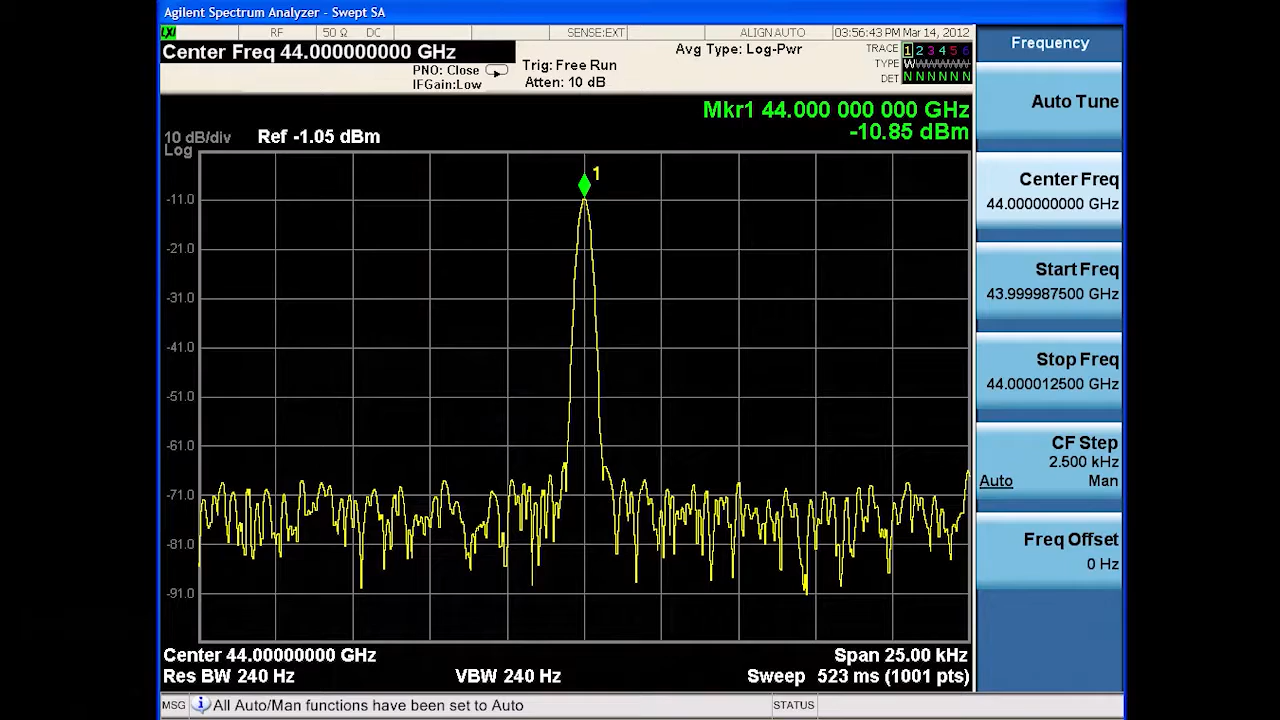 Agilent Spectrum Analyzer - Swept SA
LXI RF 50 Ω DC SENSE:EXT ALIGN AUTO 03:56:43 PM Mar 14, 2012
Center Freq 44.000000000 GHz
PNO: Close
IFGain:Low
Trig: Free Run
Atten: 10 dB
Avg Type: Log-Pwr
TRACE 1 2 3 4 5 6
TYPE
DET N N N N N N
Mkr1 44.000 000 000 GHz
-10.85 dBm
10 dB/div
Log
Ref -1.05 dBm
1
-11.0
-21.0
-31.0
-41.0
-51.0
-61.0
-71.0
-81.0
-91.0
Center 44.00000000 GHz
Span 25.00 kHz
Res BW 240 Hz
VBW 240 Hz
Sweep 523 ms (1001 pts)
MSG All Auto/Man functions have been set to Auto
STATUS
Frequency
Auto Tune
Center Freq
44.000000000 GHz
Start Freq
43.999987500 GHz
Stop Freq
44.000012500 GHz
CF Step
2.500 kHz
Auto Man
Freq Offset
0 Hz